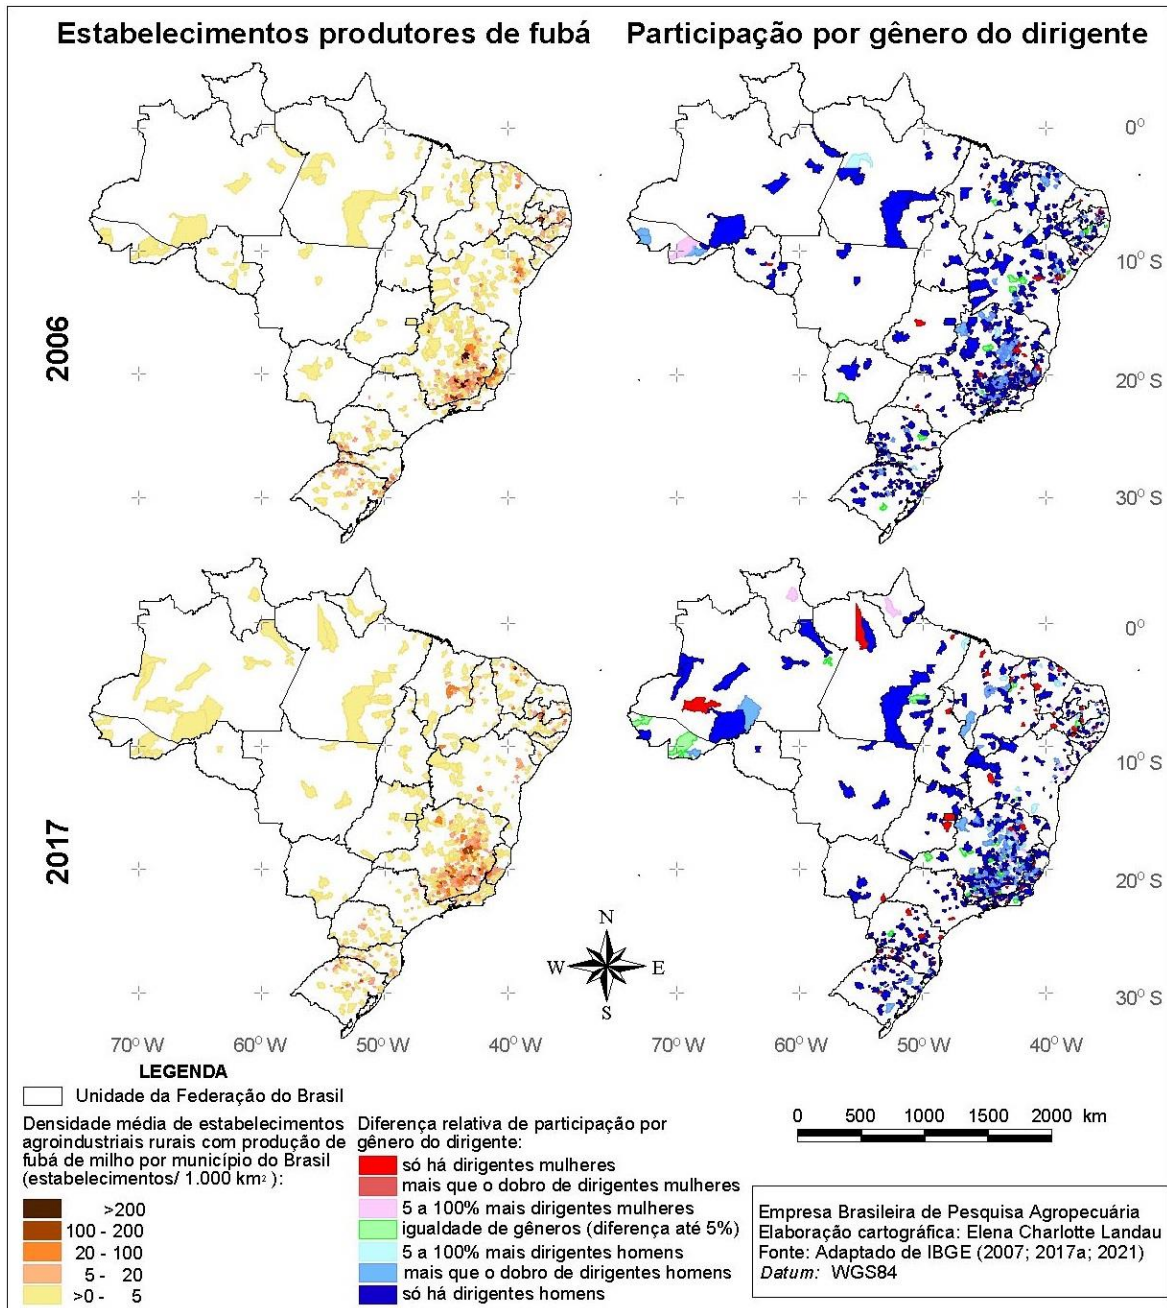 Estabelecimentos produtores de fubá
Participação por gênero do dirigente
2006
0° 
10° S
20° S
30° S
2017
0°
10° S
20° S
30° S
N
W E
S
70° W 60° W 50° W 40° W
70° W 60° W 50° W 40° W
LEGENDA
Unidade da Federação do Brasil
Densidade média de estabelecimentos
agroindustriais rurais com produção de
fubá de milho por município do Brasil
(estabelecimentos/ 1.000 km²):
>200
100 - 200
20 - 100
5 - 20
>0 - 5
Diferença relativa de participação por
gênero do dirigente:
só há dirigentes mulheres
mais que o dobro de dirigentes mulheres
5 a 100% mais dirigentes mulheres
igualdade de gêneros (diferença até 5%)
5 a 100% mais dirigentes homens
mais que o dobro de dirigentes homens
só há dirigentes homens
0 500 1000 1500 2000 km
Empresa Brasileira de Pesquisa Agropecuária
Elaboração cartográfica: Elena Charlotte Landau
Fonte: Adaptado de IBGE (2007; 2017a; 2021)
Datum: WGS84